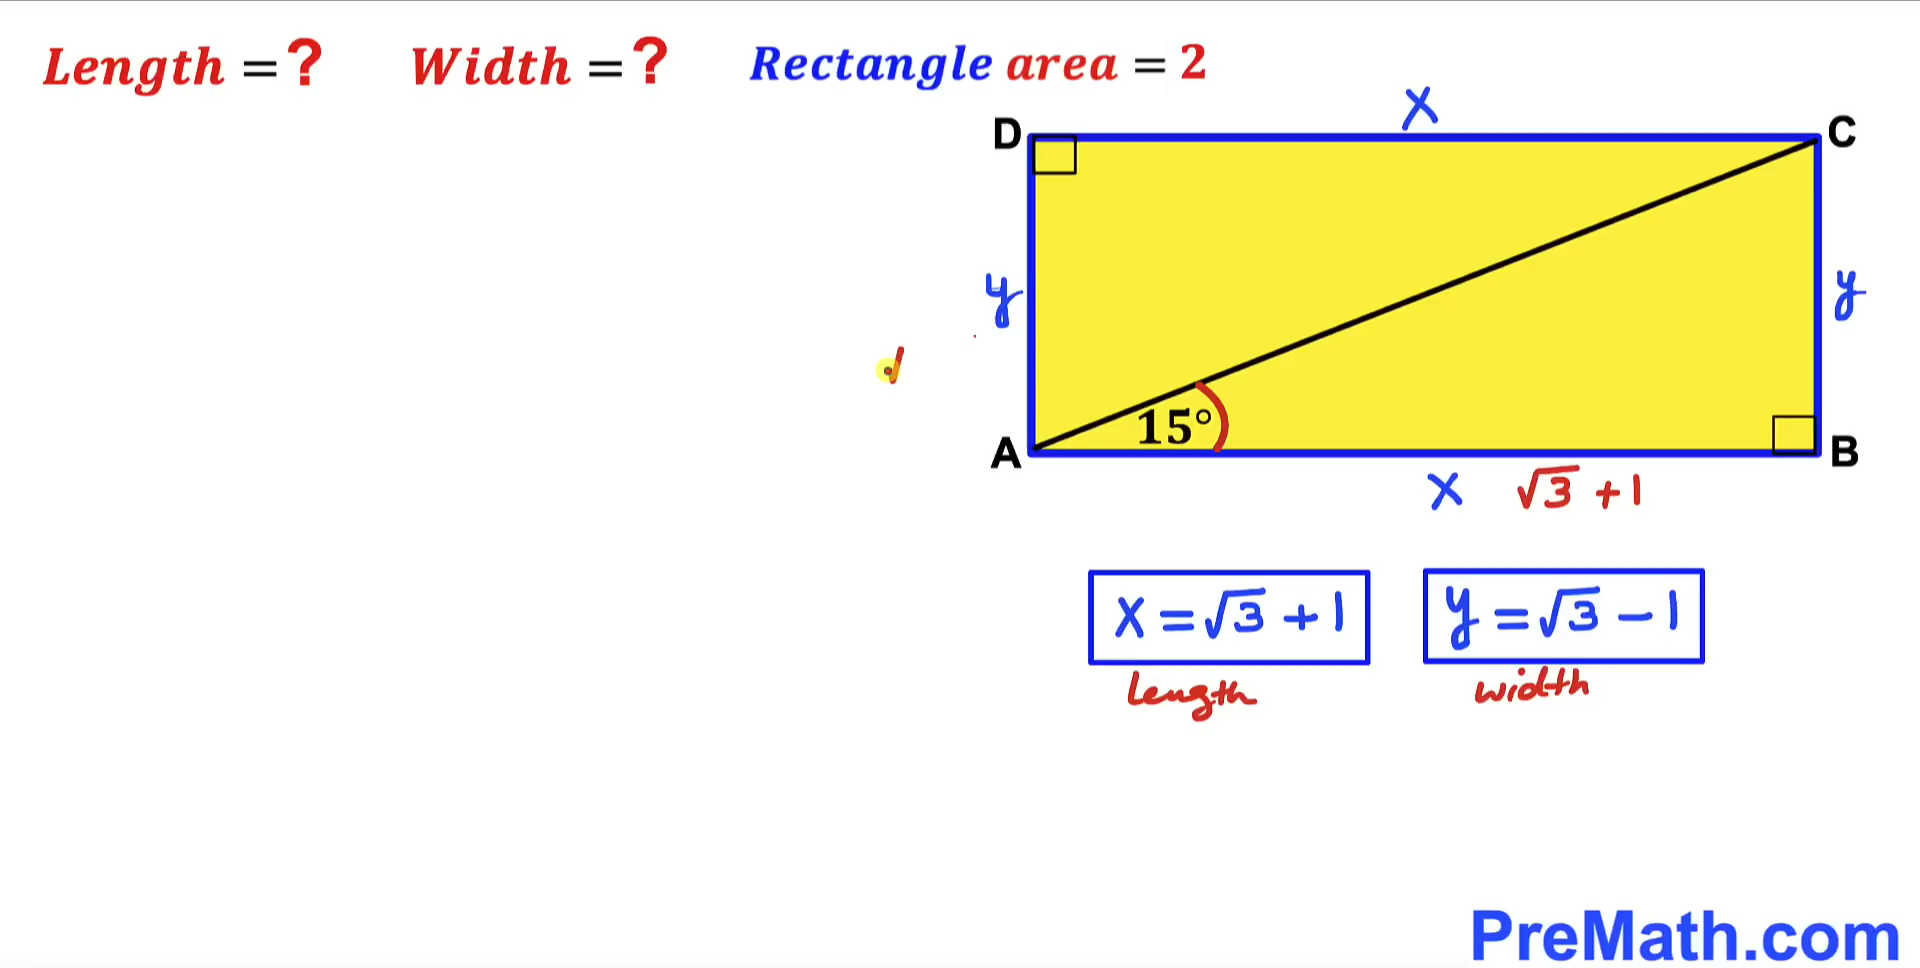 Length = ? Width = ? Rectangle area = 2
x
D C
y y
15°
A B
x √3 + 1
x = √3 + 1 y = √3 − 1
Length width
PreMath.com